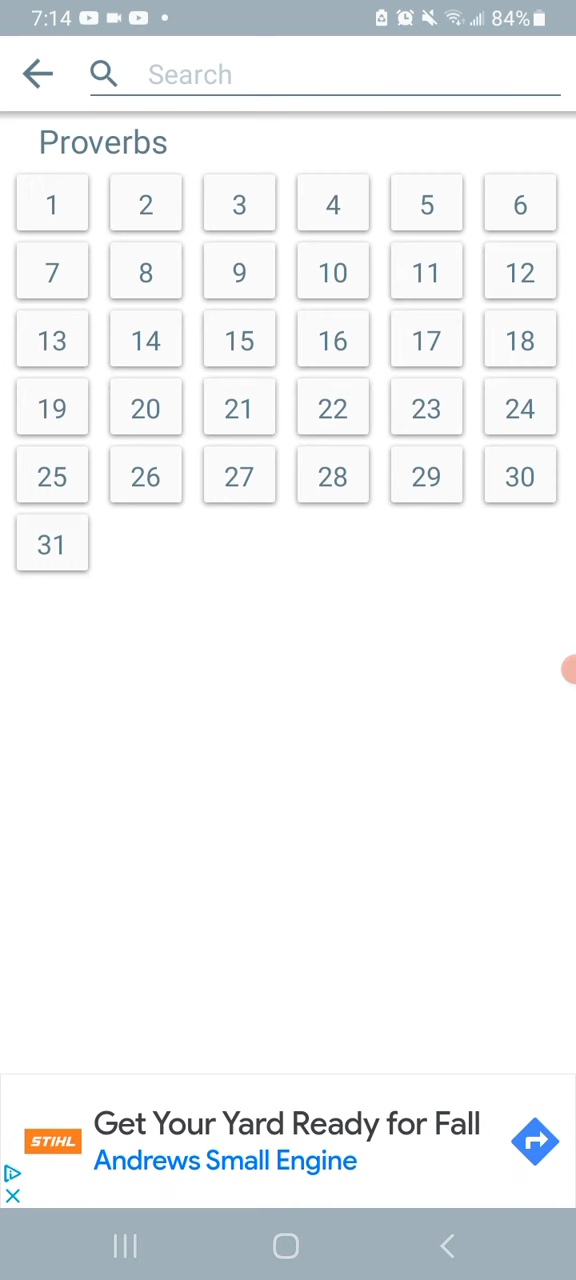 7:14 84%
Search
Proverbs
1 2 3 4 5 6
7 8 9 10 11 12
13 14 15 16 17 18
19 20 21 22 23 24
25 26 27 28 29 30
31
STIHL
Get Your Yard Ready for Fall
Andrews Small Engine